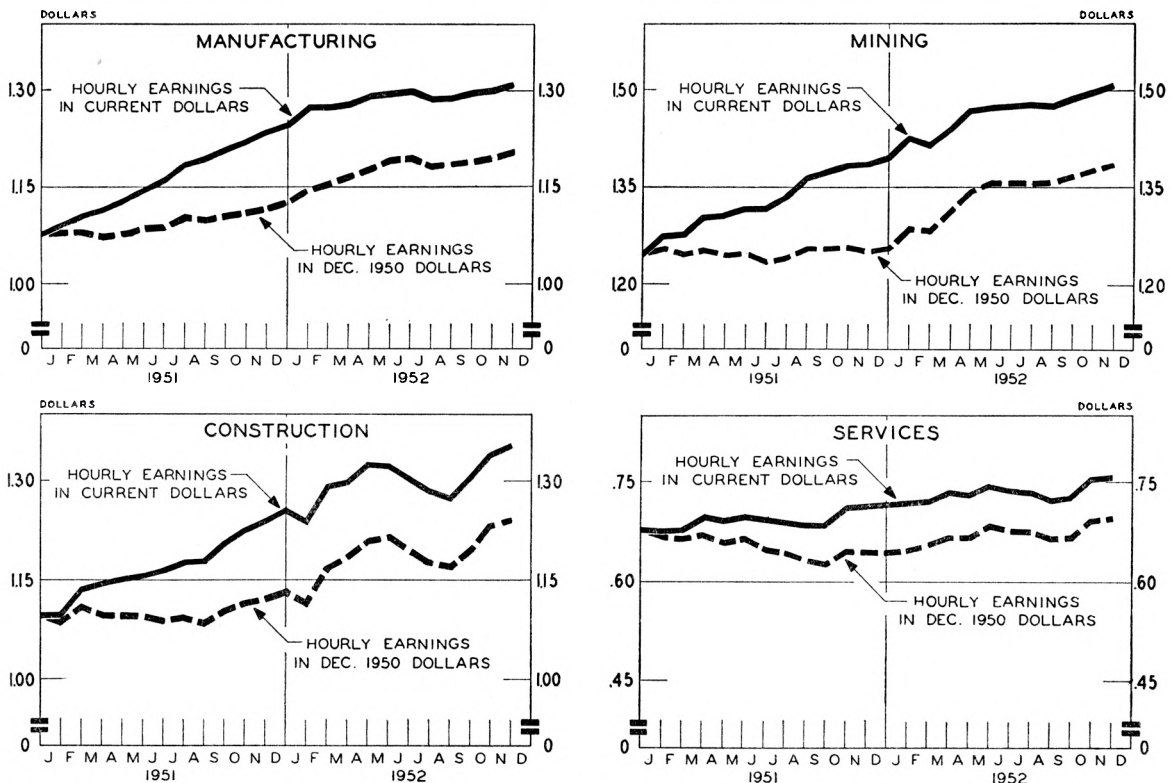 DOLLARS
MANUFACTURING
HOURLY EARNINGS
IN CURRENT DOLLARS
HOURLY EARNINGS
IN DEC. 1950 DOLLARS
1.30
1.15
1.00
0
1.30
1.15
1.00
0
J F M A M J J A S O N D J F M A M J J A S O N D
1951 1952
DOLLARS
MINING
HOURLY EARNINGS
IN CURRENT DOLLARS
HOURLY EARNINGS
IN DEC. 1950 DOLLARS
1.50
1.35
1.20
0
1.50
1.35
1.20
0
J F M A M J J A S O N D J F M A M J J A S O N D
1951 1952
DOLLARS
CONSTRUCTION
HOURLY EARNINGS
IN CURRENT DOLLARS
HOURLY EARNINGS
IN DEC. 1950 DOLLARS
1.30
1.15
1.00
0
1.30
1.15
1.00
0
J F M A M J J A S O N D J F M A M J J A S O N D
1951 1952
DOLLARS
SERVICES
HOURLY EARNINGS
IN CURRENT DOLLARS
HOURLY EARNINGS
IN DEC. 1950 DOLLARS
.75
.60
.45
0
.75
.60
.45
0
J F M A M J J A S O N D J F M A M J J A S O N D
1951 1952